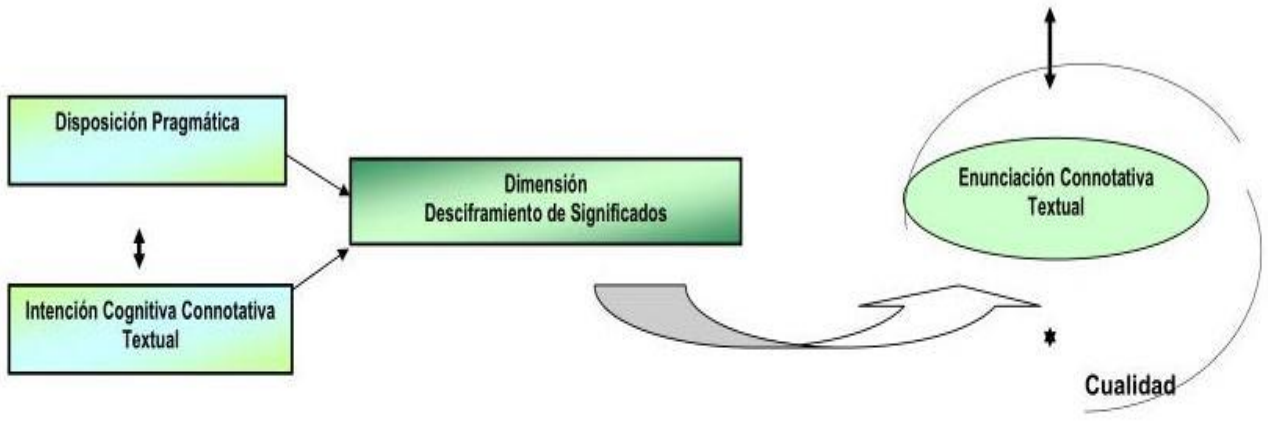 Disposición Pragmática
Dimensión
Desciframiento de Significados
Intención Cognitiva Connotativa
Textual
Enunciación Connotativa
Textual
Cualidad